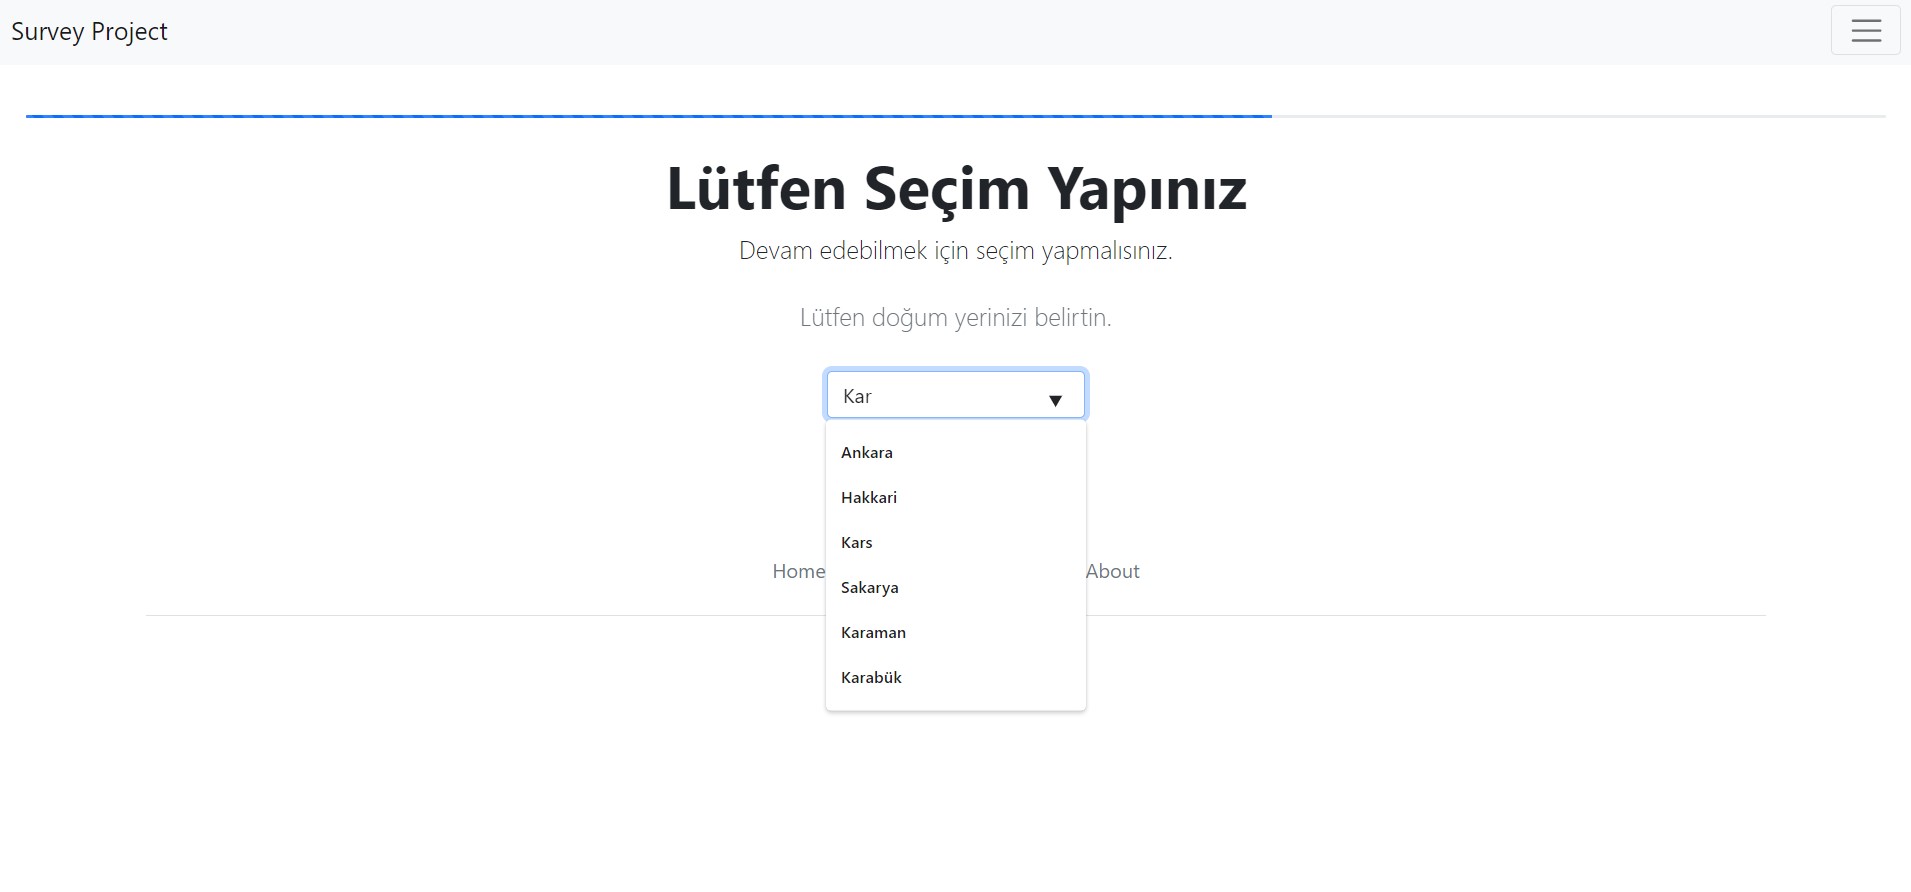 Survey Project
Lütfen Seçim Yapınız
Devam edebilmek için seçim yapmalısınız.
Lütfen doğum yerinizi belirtin.
Kar
Ankara
Hakkari
Kars
Home About
Sakarya
Karaman
Karabük